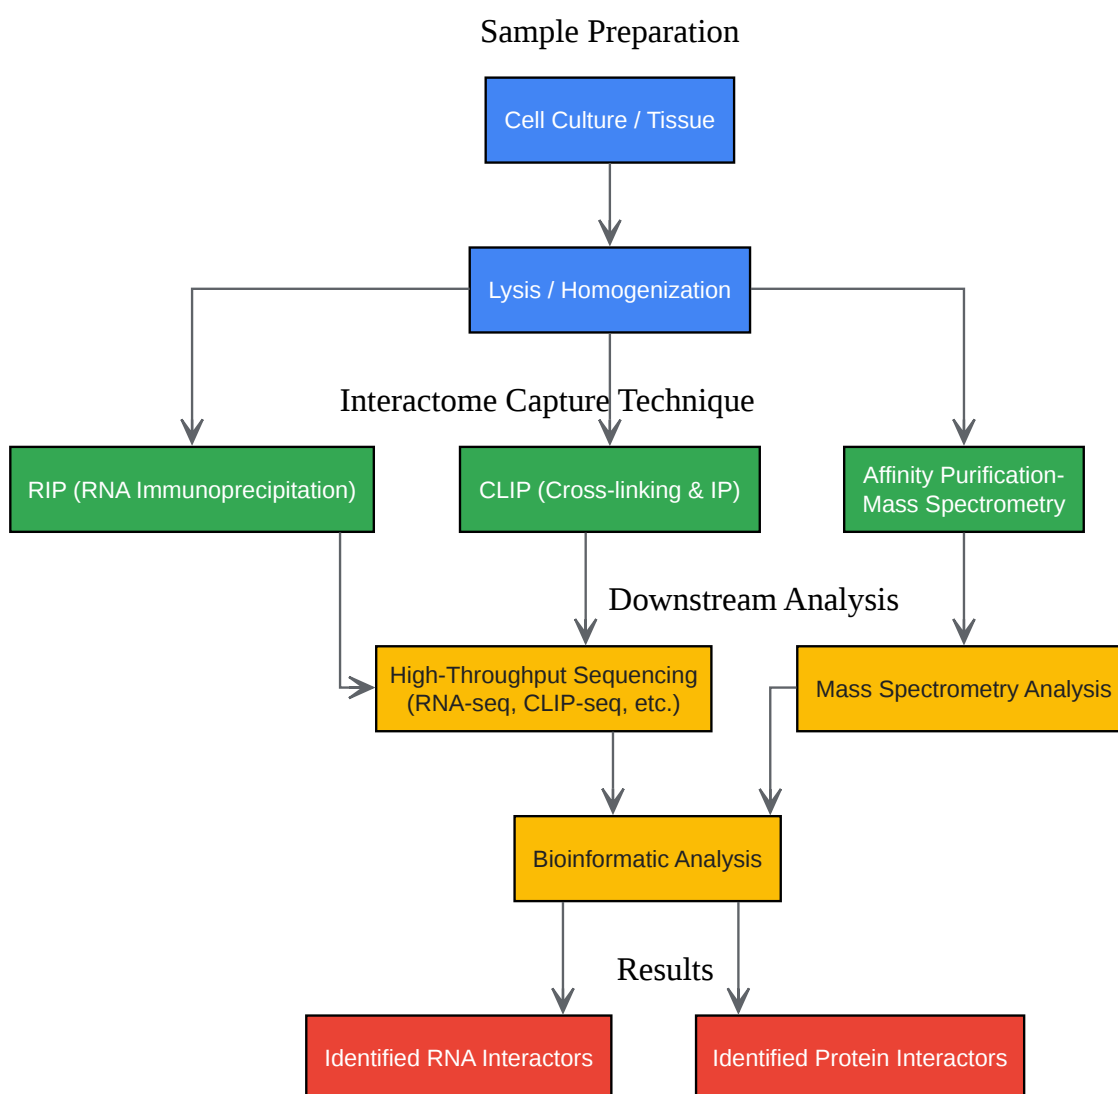 Sample Preparation
Cell Culture / Tissue
Lysis / Homogenization
Interactome Capture Technique
RIP (RNA Immunoprecipitation)
CLIP (Cross-linking & IP)
Affinity Purification-
Mass Spectrometry
Downstream Analysis
High-Throughput Sequencing
(RNA-seq, CLIP-seq, etc.)
Mass Spectrometry Analysis
Bioinformatic Analysis
Results
Identified RNA Interactors
Identified Protein Interactors